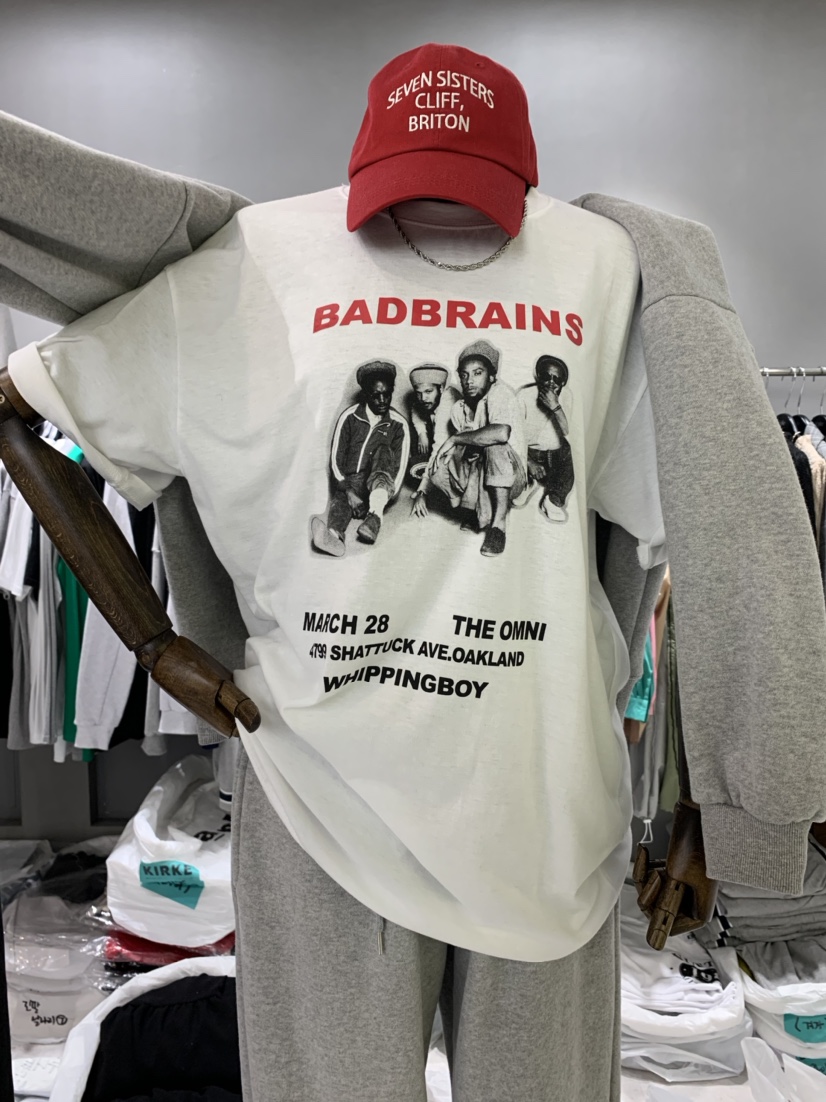 SEVEN SISTERS
CLIFF,
BRITON
BADBRAINS
MARCH 28 THE OMNI
4799 SHATTUCK AVE.OAKLAND
WHIPPINGBOY
KIRKE